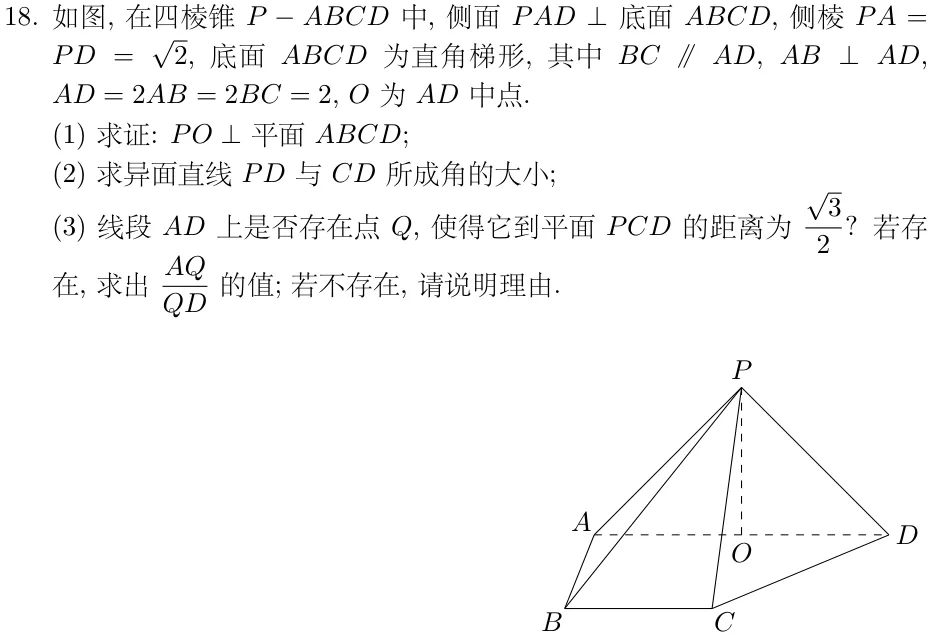 18. 如图, 在四棱锥 P − ABCD 中, 侧面 PAD ⊥ 底面 ABCD, 侧棱 PA =
PD = √2, 底面 ABCD 为直角梯形, 其中 BC ∥ AD, AB ⊥ AD,
AD = 2AB = 2BC = 2, O 为 AD 中点.
(1) 求证: PO ⊥ 平面 ABCD;
(2) 求异面直线 PD 与 CD 所成角的大小;
(3) 线段 AD 上是否存在点 Q, 使得它到平面 PCD 的距离为 √3/2? 若存
在, 求出 AQ/QD 的值; 若不存在, 请说明理由.
P
A
O
D
B
C